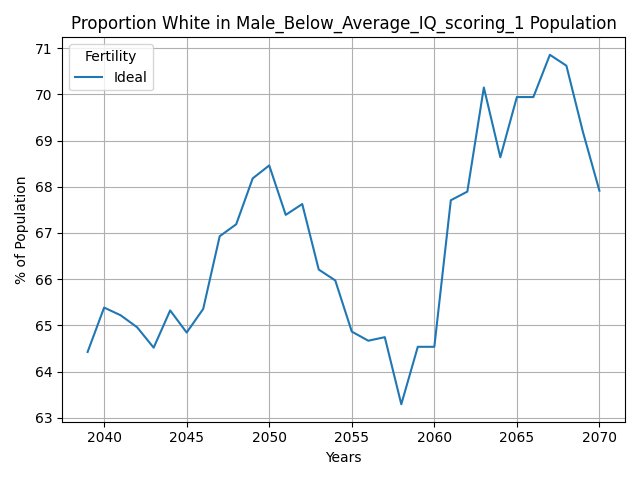 Proportion White in Male_Below_Average_IQ_scoring_1 Population
Fertility
Ideal
% of Population
71
70
69
68
67
66
65
64
63
2040 2045 2050 2055 2060 2065 2070
Years